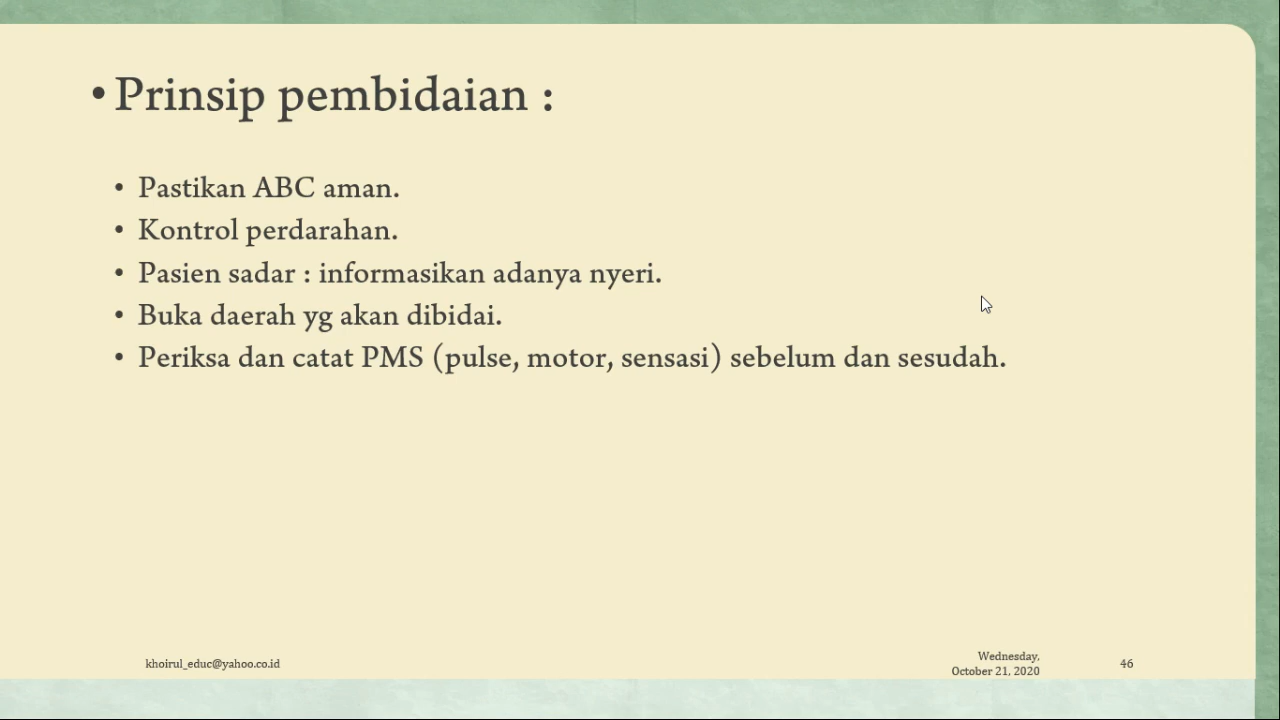 • Prinsip pembidaian :
• Pastikan ABC aman.
• Kontrol perdarahan.
• Pasien sadar : informasikan adanya nyeri.
• Buka daerah yg akan dibidai.
• Periksa dan catat PMS (pulse, motor, sensasi) sebelum dan sesudah.
khoirul_educ@yahoo.co.id
Wednesday,
October 21, 2020
46